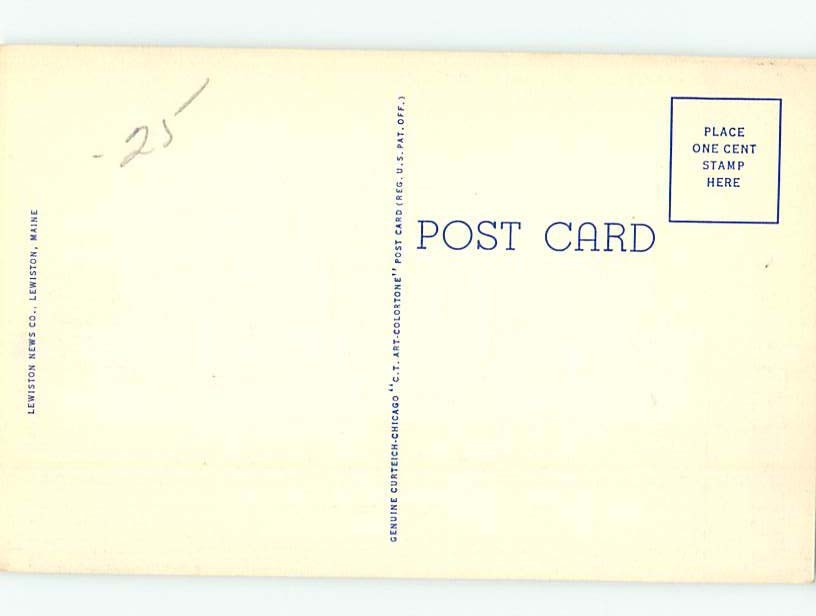 -25
LEWISTON NEWS CO., LEWISTON, MAINE
GENUINE CURTEICH-CHICAGO "C.T. ART-COLORTONE" POST CARD (REG. U.S. PAT. OFF.)
POST CARD
PLACE
ONE CENT
STAMP
HERE